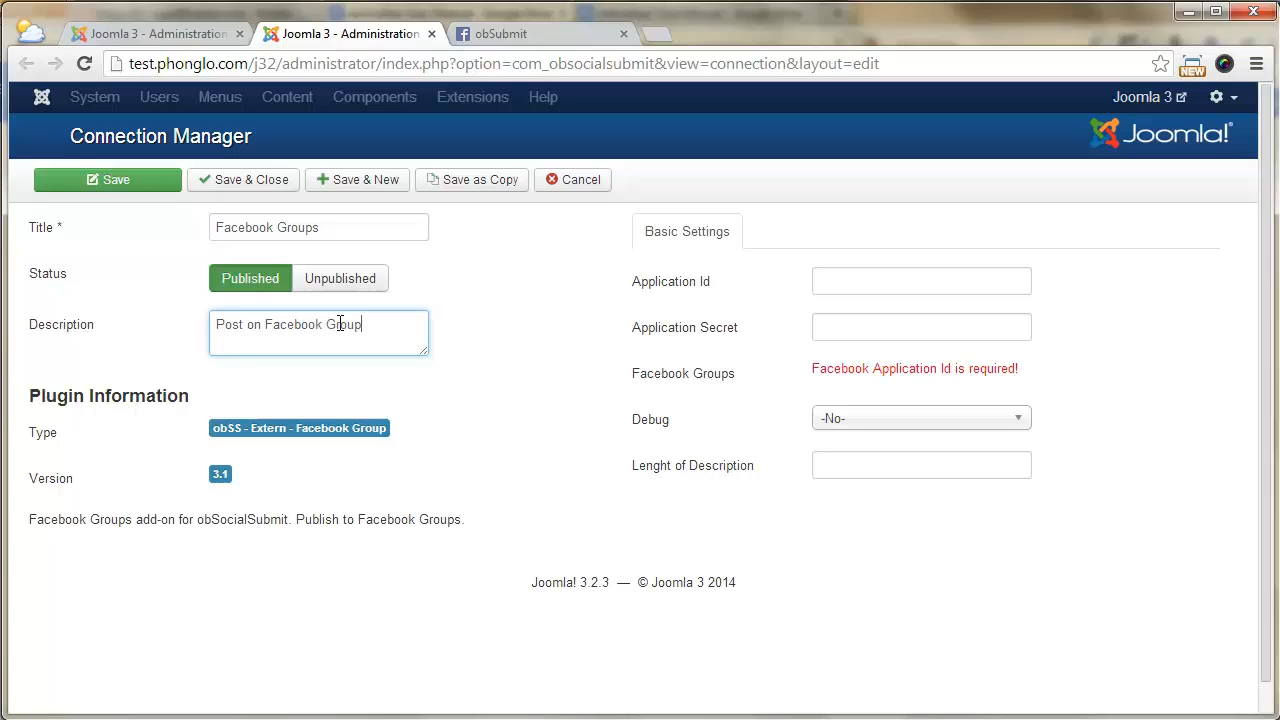 Joomla 3 - Administration
Joomla 3 - Administration
obSubmit
test.phonglo.com/j32/administrator/index.php?option=com_obsocialsubmit&view=connection&layout=edit
NEW
System Users Menus Content Components Extensions Help
Joomla 3
Connection Manager
Joomla!®
Save Save & Close Save & New Save as Copy Cancel
Title * Facebook Groups
Basic Settings
Status Published Unpublished
Application Id
Description Post on Facebook Group
Application Secret
Facebook Groups Facebook Application Id is required!
Plugin Information
Debug -No-
Type obSS - Extern - Facebook Group
Lenght of Description
Version 3.1
Facebook Groups add-on for obSocialSubmit. Publish to Facebook Groups.
Joomla! 3.2.3 — © Joomla 3 2014